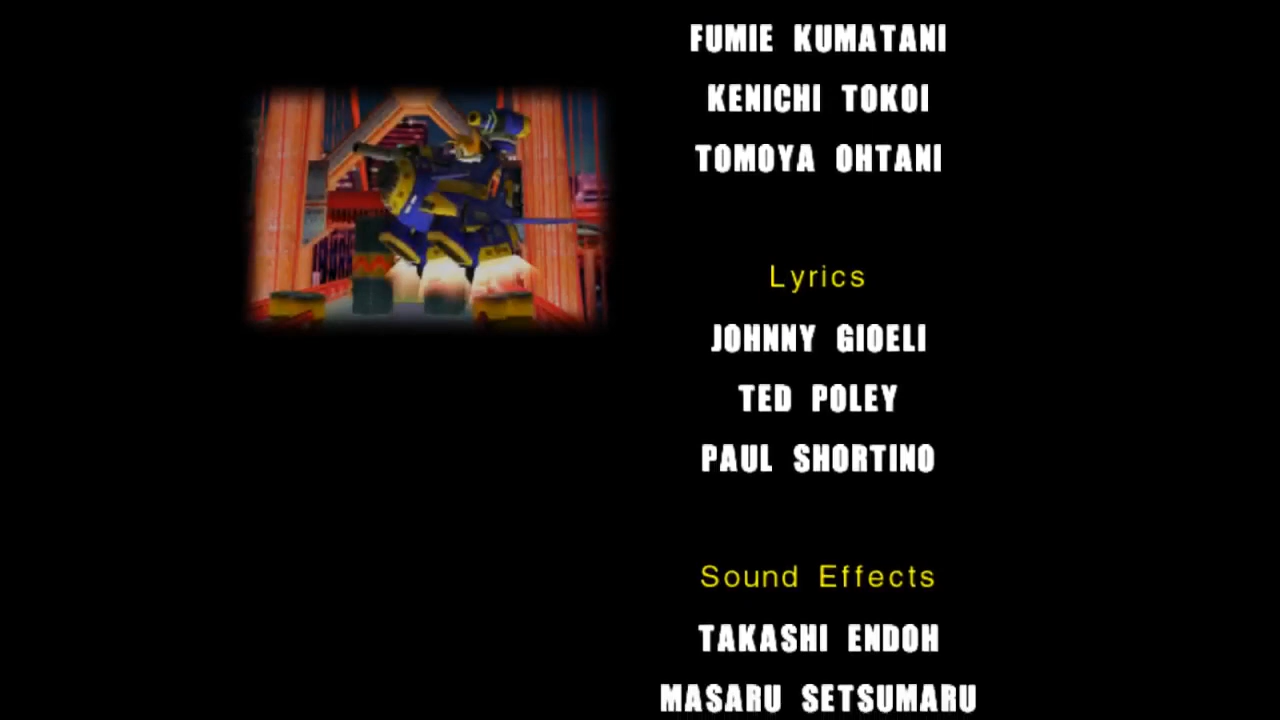 FUMIE KUMATANI
KENICHI TOKOI
TOMOYA OHTANI
Lyrics
JOHNNY GIOELI
TED POLEY
PAUL SHORTINO
Sound Effects
TAKASHI ENDOH
MASARU SETSUMARU